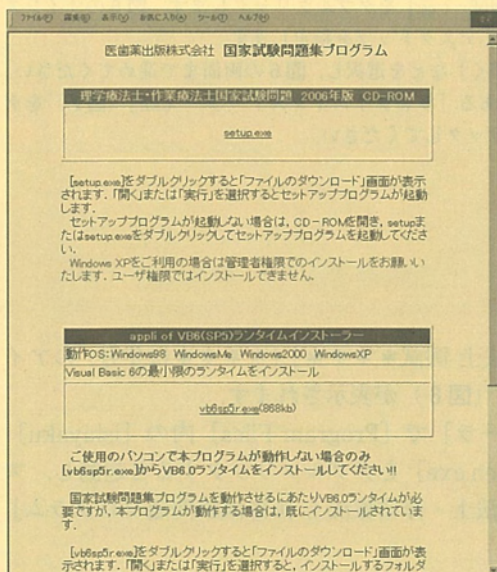 ファイル(F) 編集(E) 表示(V) お気に入り(A) ツール(T) ヘルプ(H)
医歯薬出版株式会社 国家試験問題集プログラム
理学療法士・作業療法士国家試験問題 2006年版 CD-ROM
setup.exe
[setup.exe]をダブルクリックすると「ファイルのダウンロード」画面が表示
されます.「開く」または「実行」を選択するとセットアッププログラムが起動
します.
セットアッププログラムが起動しない場合は,CD-ROMを開き,setupま
たはsetup.exeをダブルクリックしてセットアッププログラムを起動してくださ
い.
Windows XPをご利用の場合は管理者権限でのインストールをお願いい
たします.ユーザ権限ではインストールできません.
appli of VB6(SP5)ランタイムインストーラー
動作OS:Windows98 WindowsMe Windows2000 WindowsXP
Visual Basic 6の最小限のランタイムをインストール
vb6sp5r.exe(868kb)
ご使用のパソコンで本プログラムが動作しない場合のみ
[vb6sp5r.exe]からVB6.0ランタイムをインストールしてください!!
国家試験問題集プログラムを動作させるにあたりVB6.0ランタイムが必
要ですが,本プログラムが動作する場合は,既にインストールされていま
す.
[vb6sp5r.exe]をダブルクリックすると「ファイルのダウンロード」画面が表
示されます.「開く」または「実行」を選択すると,インストールするフォルダ